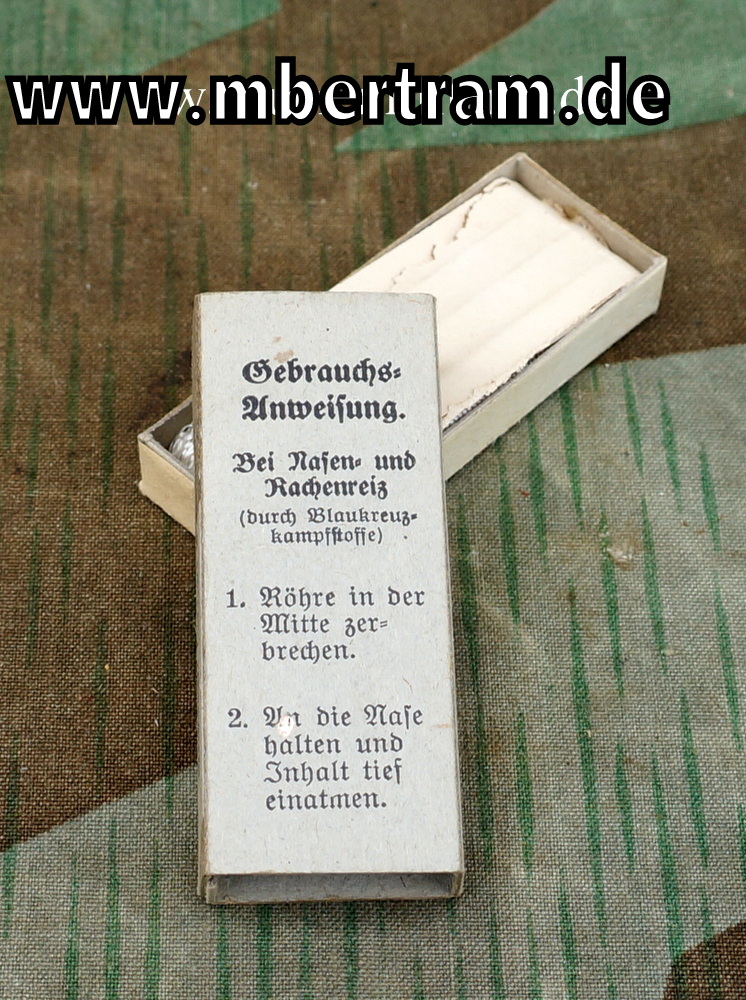 www.mbertram.de
Gebrauchs-
Anweisung.
Bei Nasen- und
Rachenreiz
(durch Blaukreuz-
kampfstoffe)
1. Röhre in der
Mitte zer-
brechen.
2. An die Nase
halten und
Inhalt tief
einatmen.